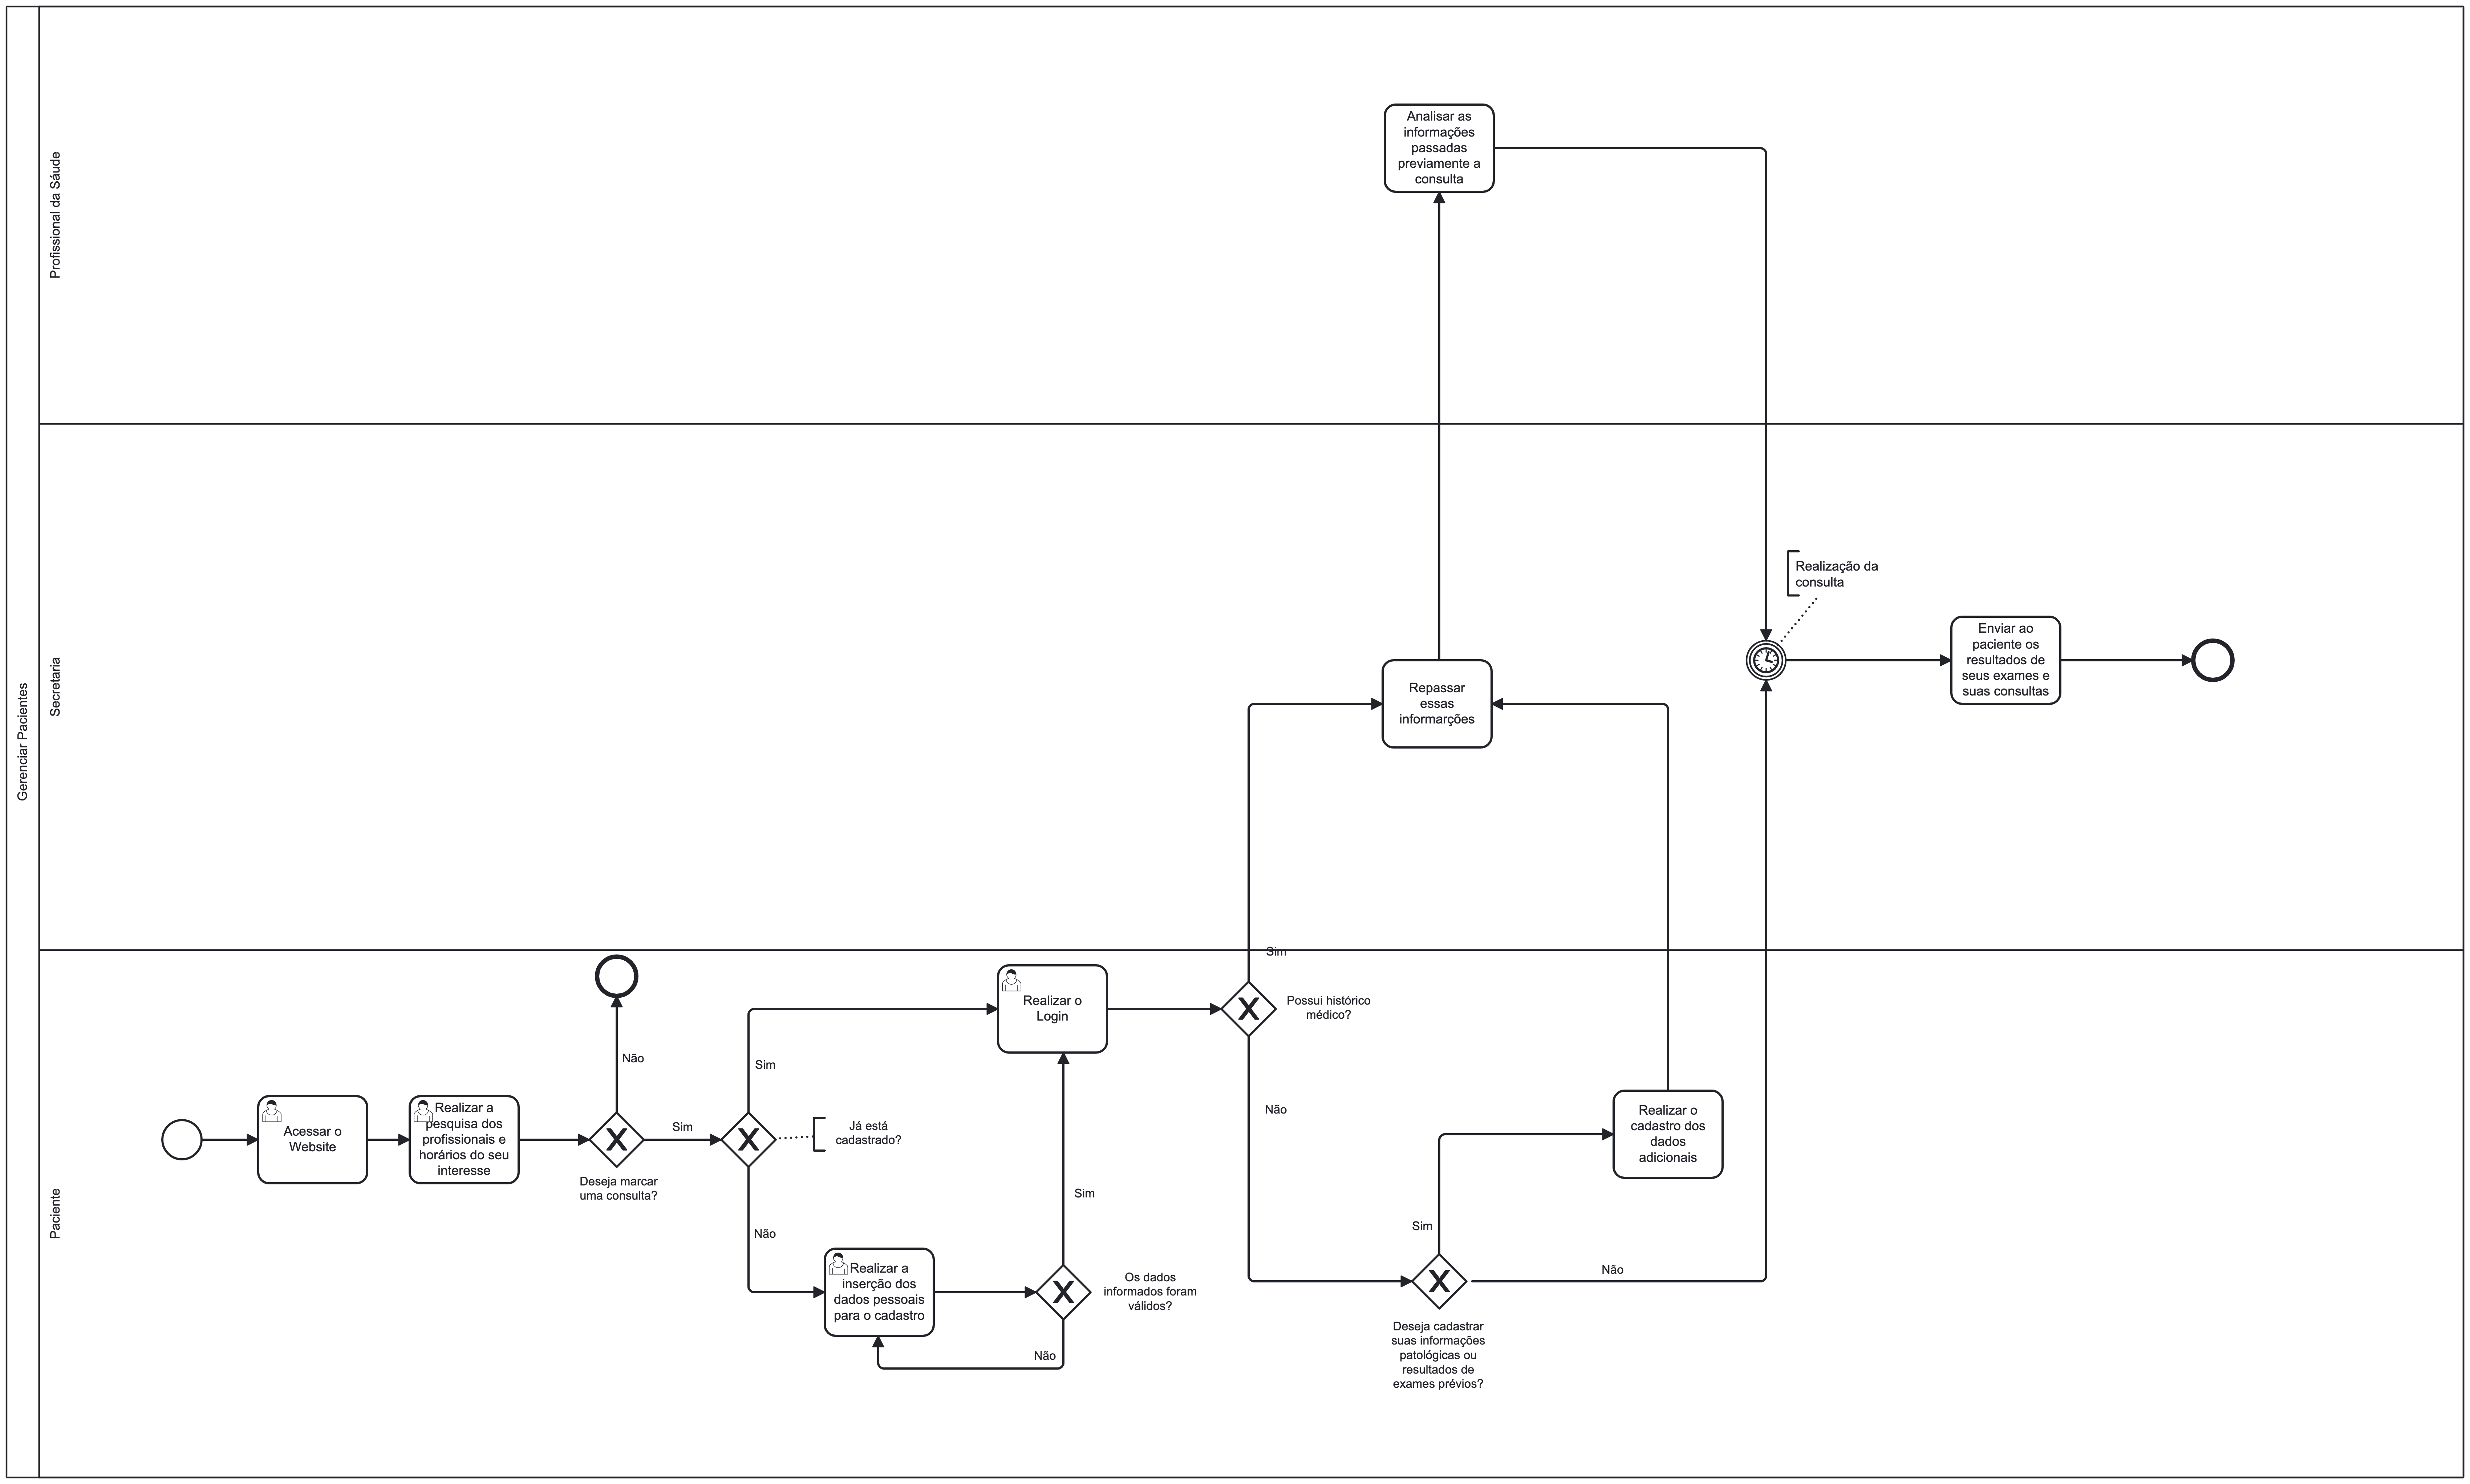 Gerenciar Pacientes
Profissional da Sáude
Analisar as
informações
passadas
previamente a
consulta
Secretaria
Realização da
consulta
Enviar ao
paciente os
resultados de
seus exames e
suas consultas
Repassar
essas
informarções
Paciente
Sim
Realizar o
Login
Possui histórico
médico?
Não
Sim
Não
Acessar o
Website
Realizar a
pesquisa dos
profissionais e
horários do seu
interesse
Deseja marcar
uma consulta?
Sim
Já está
cadastrado?
Não
Realizar a
inserção dos
dados pessoais
para o cadastro
Sim
Os dados
informados foram
válidos?
Não
Realizar o
cadastro dos
dados
adicionais
Sim
Não
Deseja cadastrar
suas informações
patológicas ou
resultados de
exames prévios?